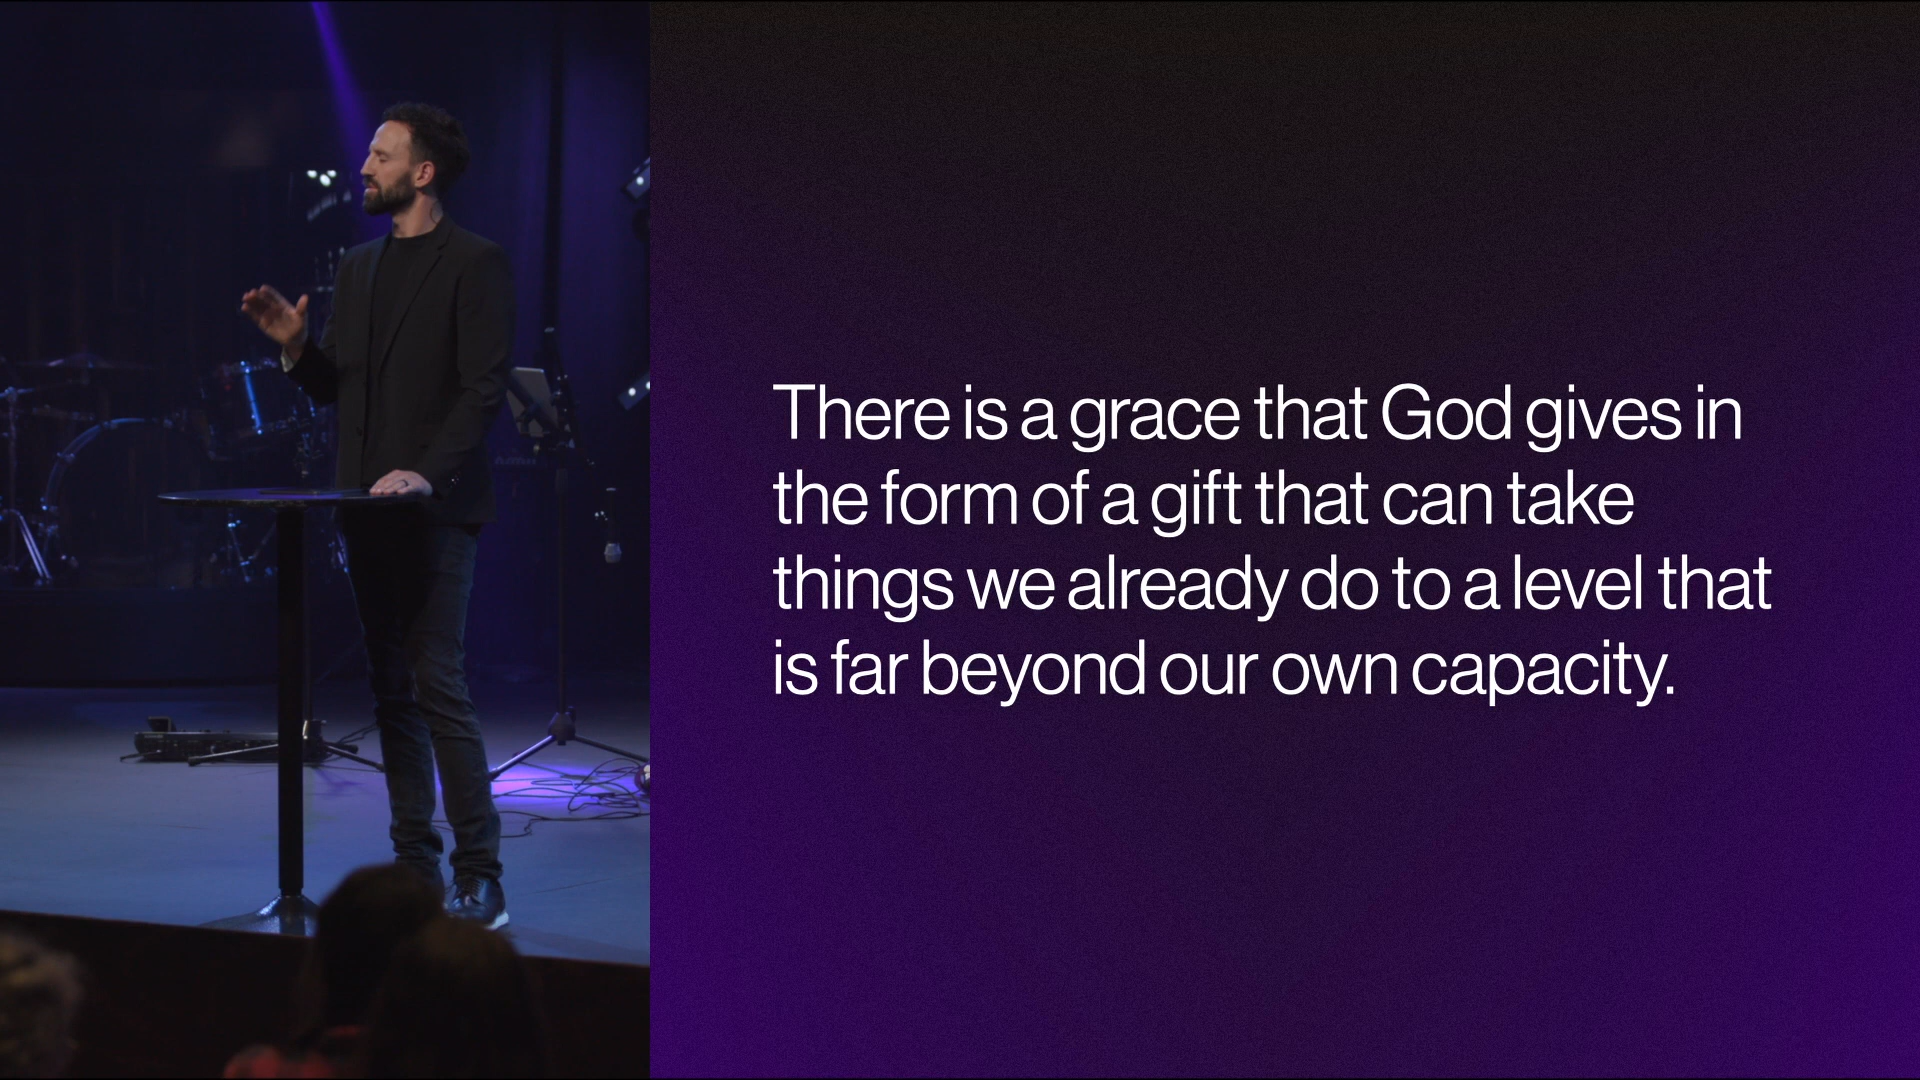 There is a grace that God gives in
the form of a gift that can take
things we already do to a level that
is far beyond our own capacity.